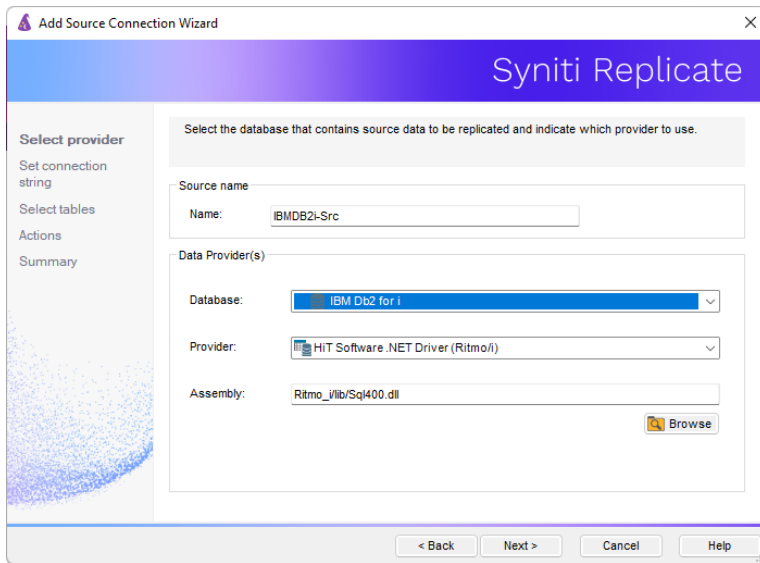 Add Source Connection Wizard
Syniti Replicate
Select provider
Set connection
string
Select tables
Actions
Summary
Select the database that contains source data to be replicated and indicate which provider to use.
Source name
Name:
IBMDB2i-Src
Data Provider(s)
Database:
IBM Db2 for i
Provider:
HiT Software .NET Driver (Ritmo/i)
Assembly:
Ritmo_i/lib/Sql400.dll
Browse
< Back
Next >
Cancel
Help